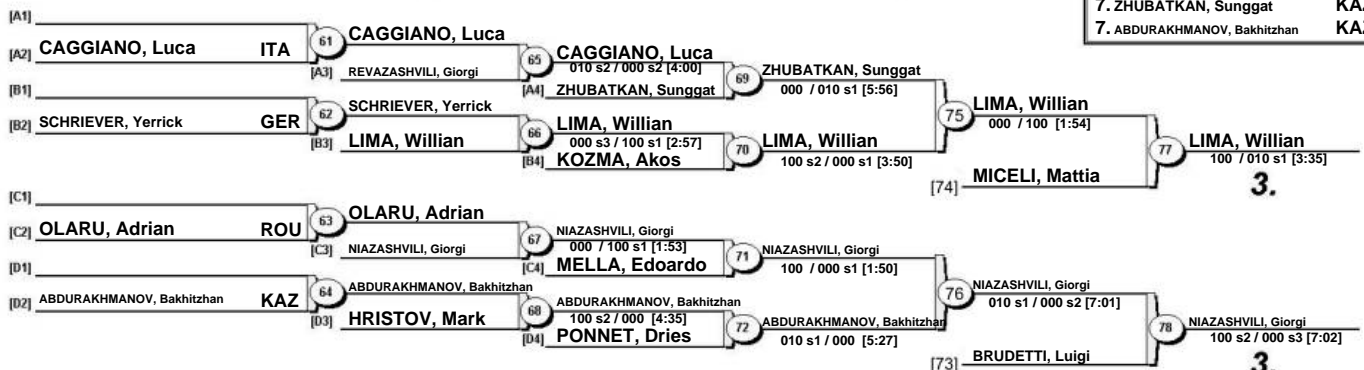 7. ZHUBATKAN, Sunggat KAZ
7. ABDURAKHMANOV, Bakhitzhan KAZ
[A1]
[A2] CAGGIANO, Luca ITA
61 CAGGIANO, Luca
[A3] REVAZASHVILI, Giorgi
65 CAGGIANO, Luca
010 s2 / 000 s2 [4:00]
[A4] ZHUBATKAN, Sunggat
69 ZHUBATKAN, Sunggat
000 / 010 s1 [5:56]
[B1]
[B2] SCHRIEVER, Yerrick GER
62 SCHRIEVER, Yerrick
[B3] LIMA, Willian
66 LIMA, Willian
000 s3 / 100 s1 [2:57]
[B4] KOZMA, Akos
70 LIMA, Willian
100 s2 / 000 s1 [3:50]
75 LIMA, Willian
000 / 100 [1:54]
[74] MICELI, Mattia
77 LIMA, Willian
100 / 010 s1 [3:35]
3.
[C1]
[C2] OLARU, Adrian ROU
63 OLARU, Adrian
[C3] NIAZASHVILI, Giorgi
67 NIAZASHVILI, Giorgi
000 / 100 s1 [1:53]
[C4] MELLA, Edoardo
71 NIAZASHVILI, Giorgi
100 / 000 s1 [1:50]
[D1]
[D2] ABDURAKHMANOV, Bakhitzhan KAZ
64 ABDURAKHMANOV, Bakhitzhan
[D3] HRISTOV, Mark
68 ABDURAKHMANOV, Bakhitzhan
100 s2 / 000 [4:35]
[D4] PONNET, Dries
72 ABDURAKHMANOV, Bakhitzhan
010 s1 / 000 [5:27]
76 NIAZASHVILI, Giorgi
010 s1 / 000 s2 [7:01]
[73] BRUDETTI, Luigi
78 NIAZASHVILI, Giorgi
100 s2 / 000 s3 [7:02]
3.